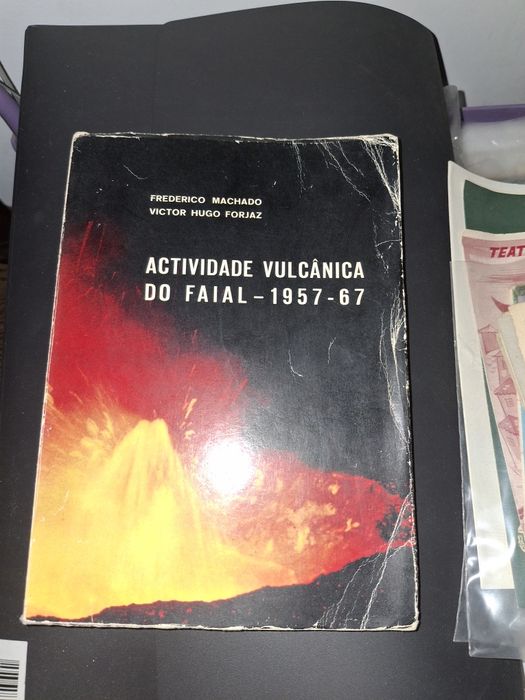 FREDERICO MACHADO
VICTOR HUGO FORJAZ
ACTIVIDADE VULCÂNICA
DO FAIAL – 1957-67
TEAT